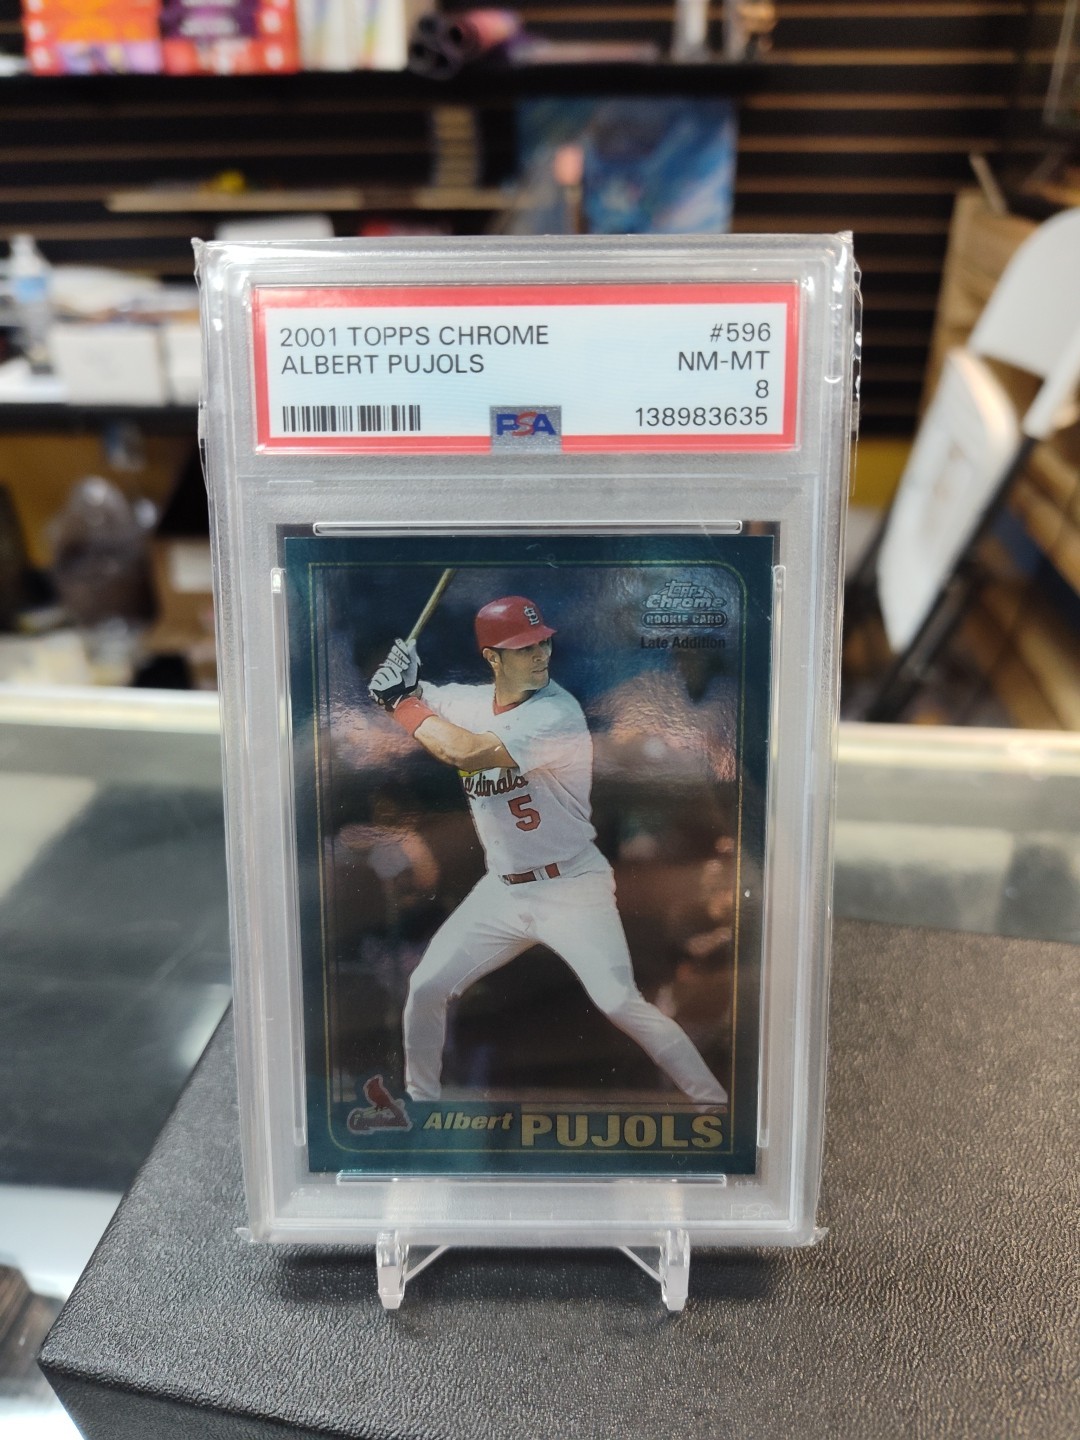 2001 TOPPS CHROME #596
ALBERT PUJOLS NM-MT
8
138983635
PSA
Topps
Chrome
ROOKIE CARD
Late Addition
Cardinals
5
Albert PUJOLS